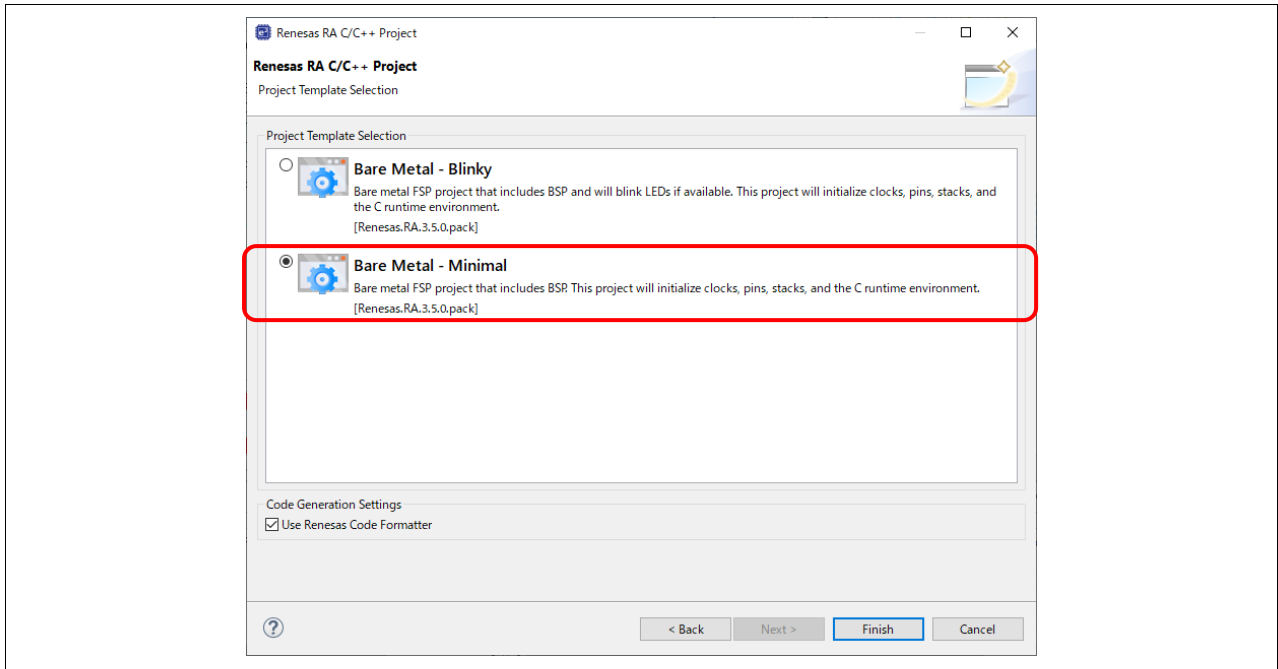 Renesas RA C/C++ Project
Renesas RA C/C++ Project
Project Template Selection
Project Template Selection
Bare Metal - Blinky
Bare metal FSP project that includes BSP and will blink LEDs if available. This project will initialize clocks, pins, stacks, and
the C runtime environment.
[Renesas.RA.3.5.0.pack]
Bare Metal - Minimal
Bare metal FSP project that includes BSP. This project will initialize clocks, pins, stacks, and the C runtime environment.
[Renesas.RA.3.5.0.pack]
Code Generation Settings
Use Renesas Code Formatter
? < Back Next > Finish Cancel